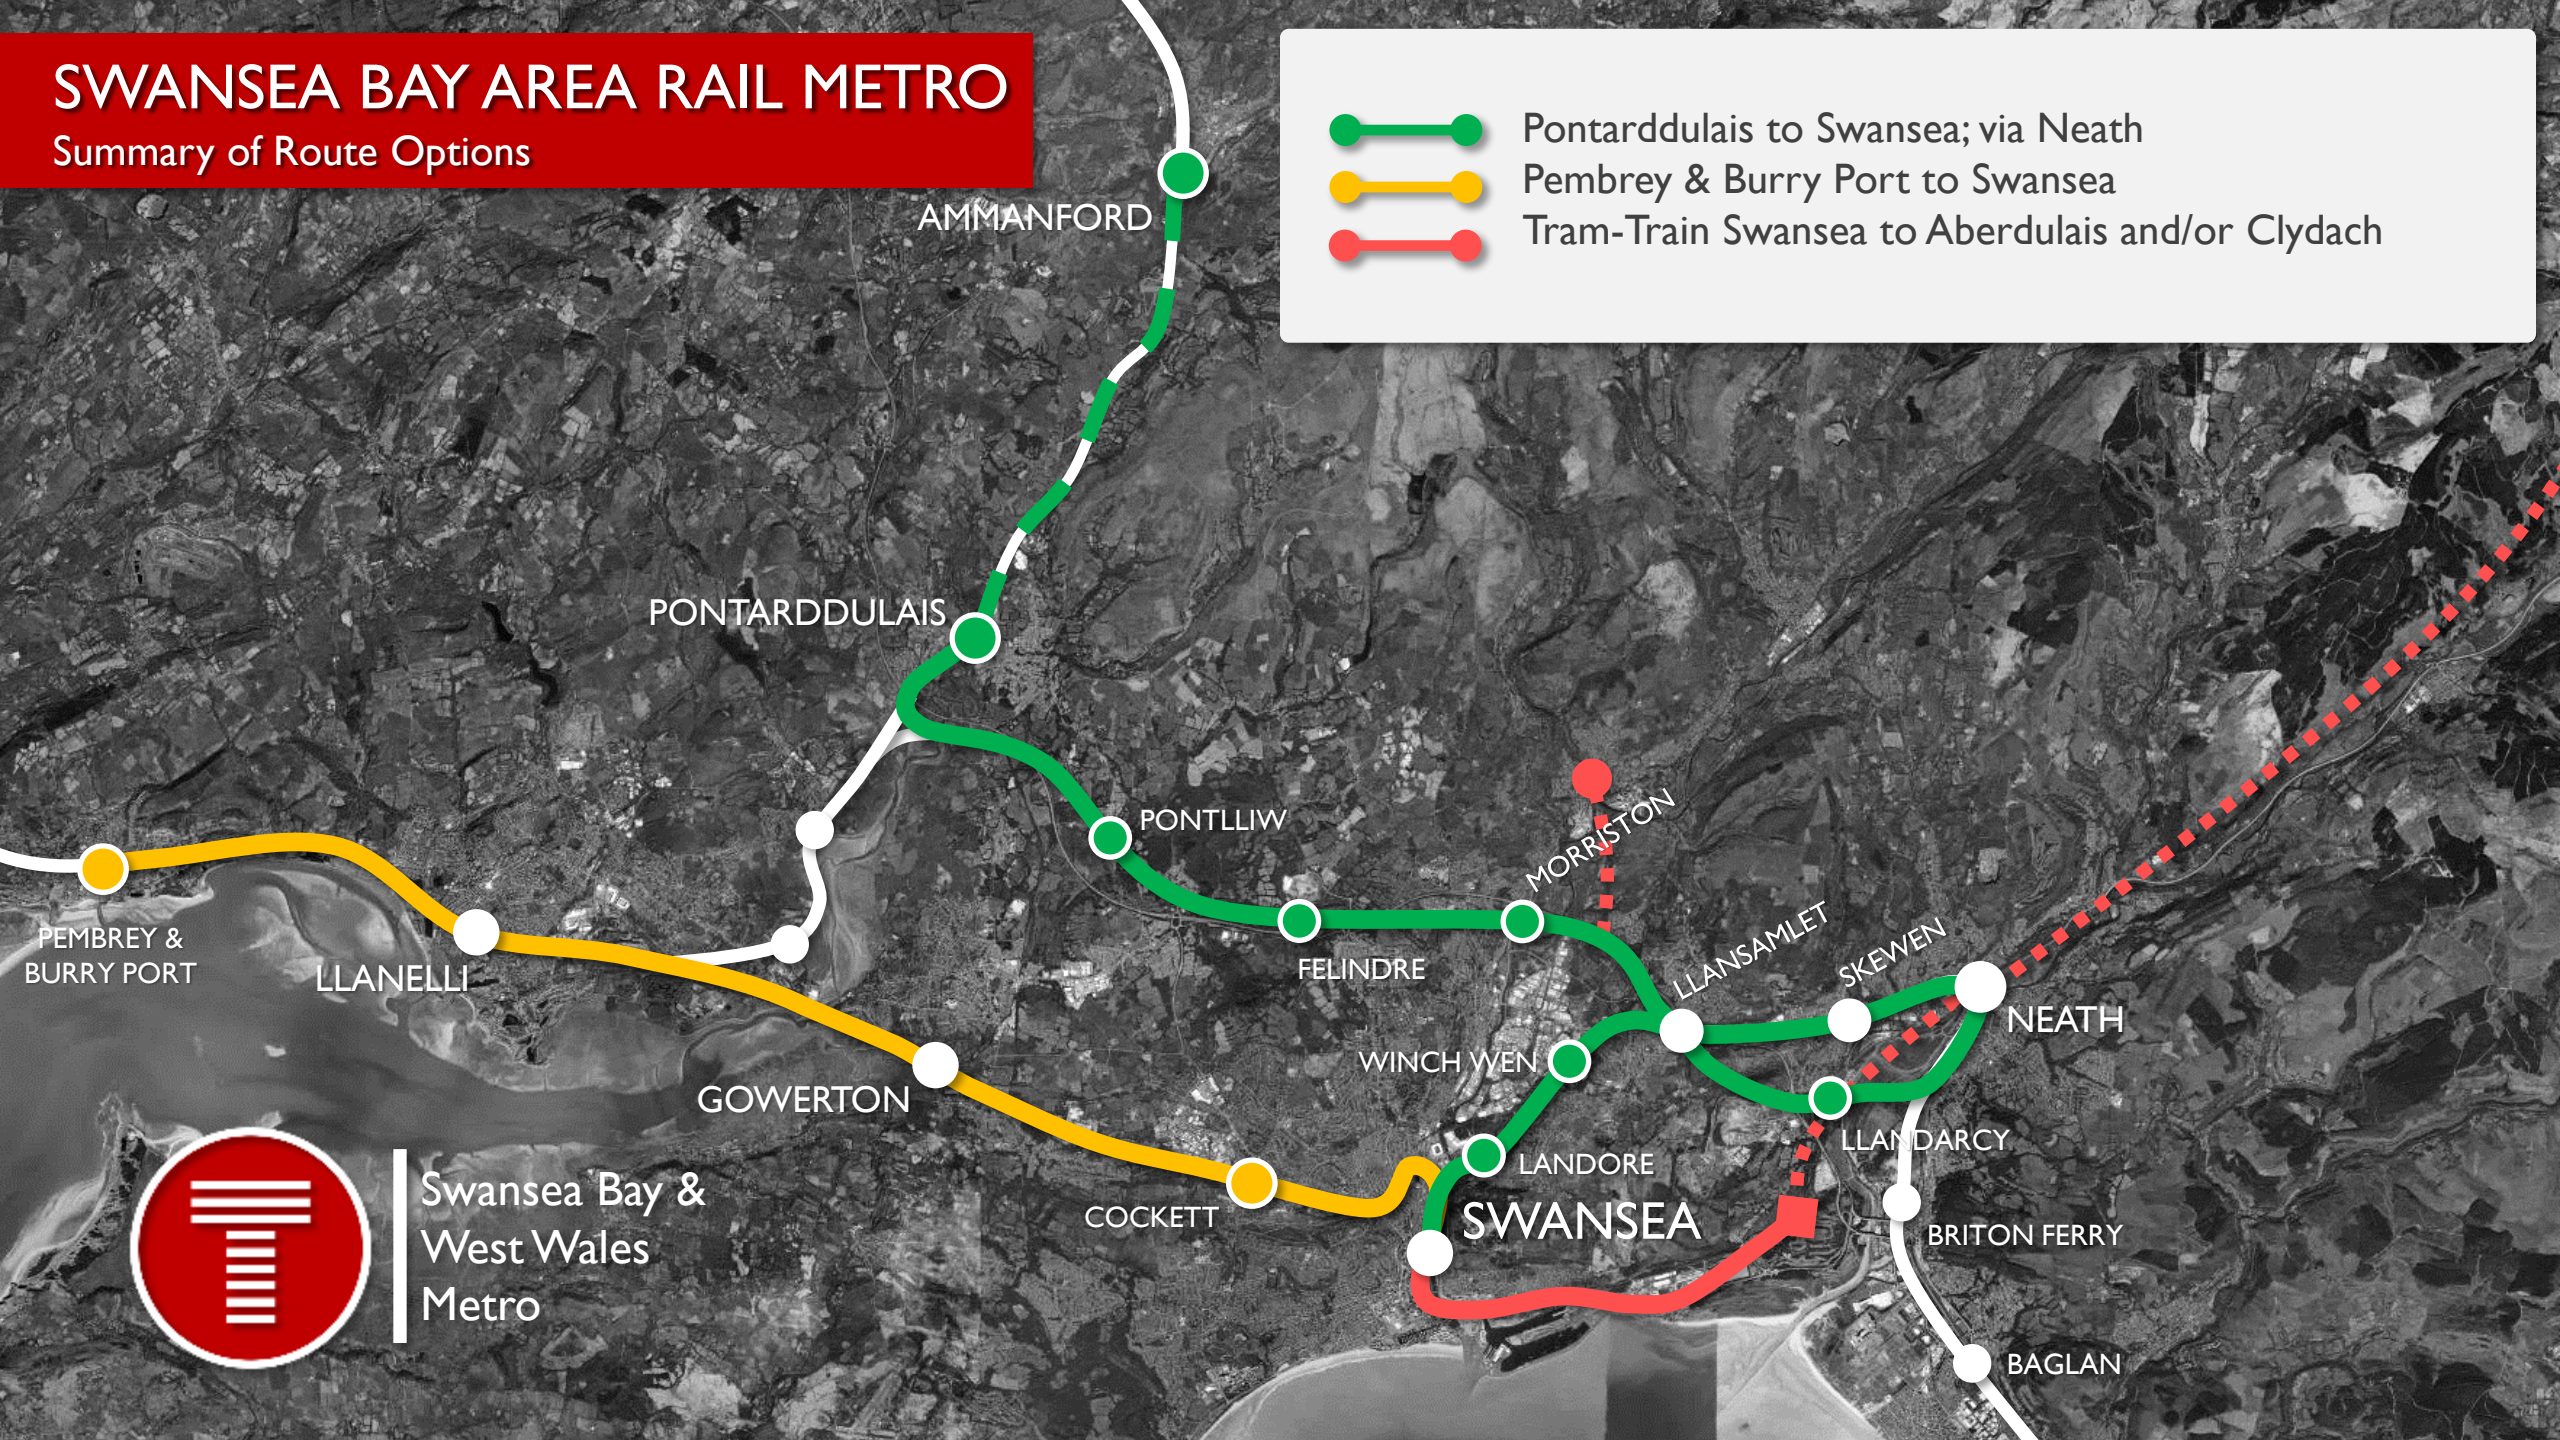 SWANSEA BAY AREA RAIL METRO
Summary of Route Options
Pontarddulais to Swansea; via Neath
Pembrey & Burry Port to Swansea
Tram-Train Swansea to Aberdulais and/or Clydach
AMMANFORD
PONTARDDULAIS
PONTLLIW
MORRISTON
FELINDRE
LLANSAMLET
SKEWEN
NEATH
PEMBREY &
BURRY PORT
LLANELLI
WINCH WEN
GOWERTON
LLANDARCY
LANDORE
COCKETT
SWANSEA
BRITON FERRY
BAGLAN
Swansea Bay &
West Wales
Metro